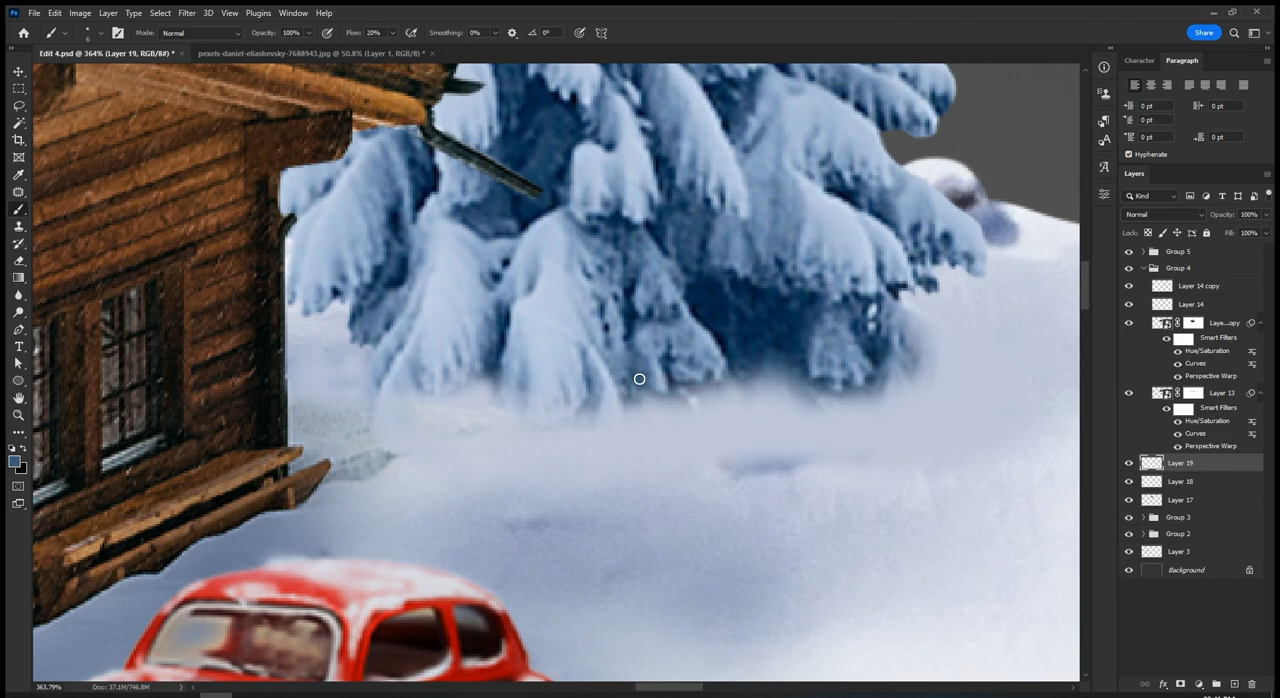 Ps File Edit Image Layer Type Select Filter 3D View Plugins Window Help
Mode: Normal Opacity: 100% Flow: 20% Smoothing: 0% 0° Share
Edit 4.psd @ 364% (Layer 19, RGB/8#) * × pexels-daniel-eliashevsky-7688943.jpg @ 50.8% (Layer 1, RGB/8) * ×
Character Paragraph
0 pt 0 pt
0 pt
0 pt 0 pt
Hyphenate
Layers
Kind
Normal Opacity: 100%
Lock: Fill: 100%
Group 5
Group 4
Layer 14 copy
Layer 14
Laye...opy
Smart Filters
Hue/Saturation
Curves
Perspective Warp
Layer 13
Smart Filters
Hue/Saturation
Curves
Perspective Warp
Layer 19
Layer 18
Layer 17
Group 3
Group 2
Layer 3
Background
363.79% Doc: 37.1M/746.8M